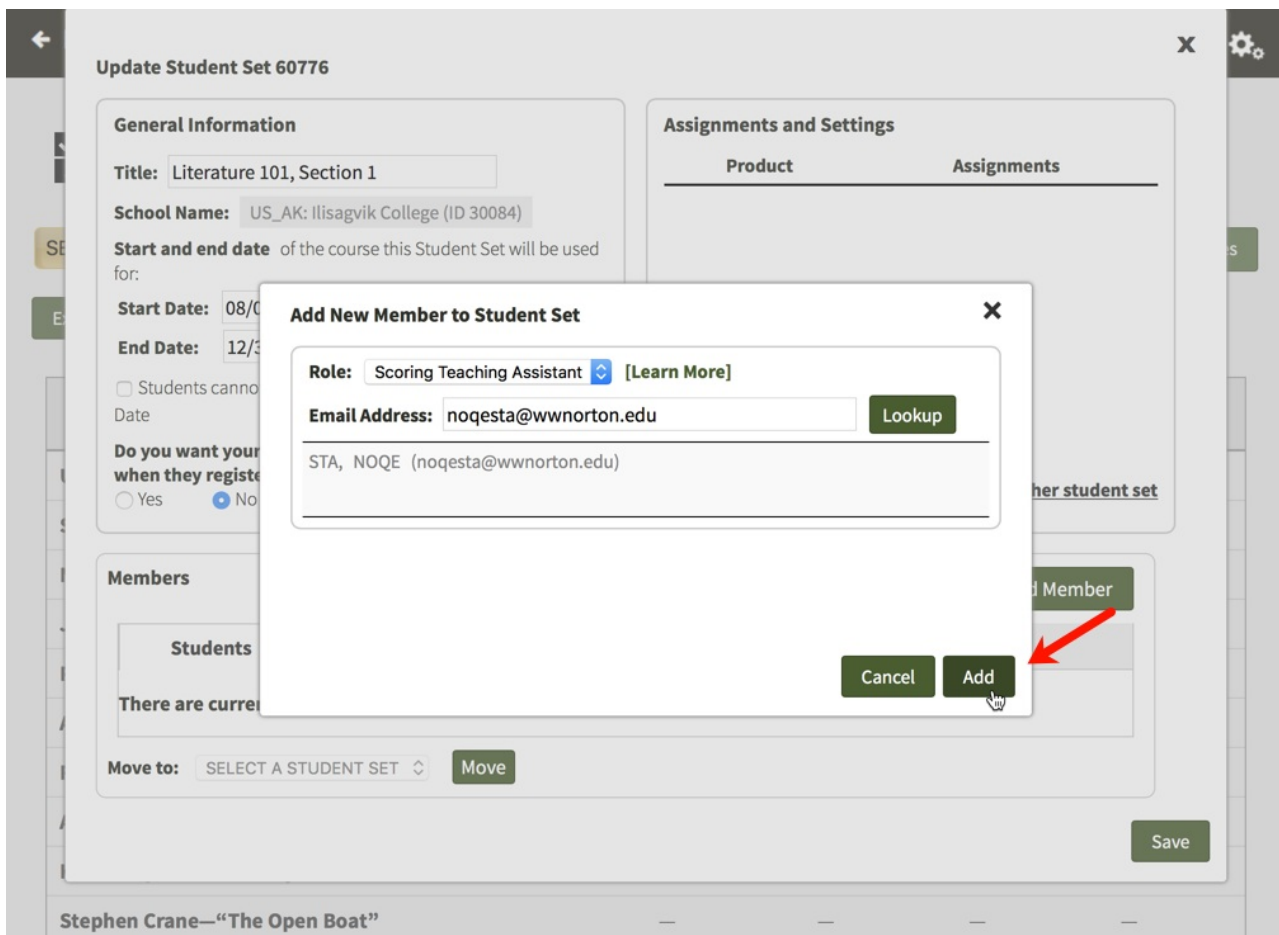 Update Student Set 60776
X
General Information
Title: Literature 101, Section 1
School Name: US_AK: Ilisagvik College (ID 30084)
Start and end date of the course this Student Set will be used
for:
Start Date: 08/0
End Date: 12/3
Students canno
Date
Do you want your
when they registe
Yes No
Assignments and Settings
Product Assignments
her student set
Add New Member to Student Set
Role: Scoring Teaching Assistant [Learn More]
Email Address: noqesta@wwnorton.edu Lookup
STA, NOQE (noqesta@wwnorton.edu)
Cancel Add
Members
d Member
Students
There are curre
Move to: SELECT A STUDENT SET Move
Save
Stephen Crane—“The Open Boat” — — — —